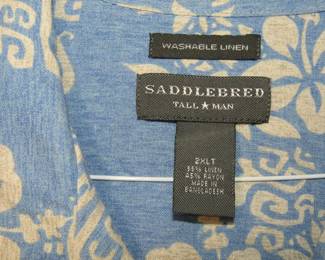 WASHABLE LINEN
SADDLEBRED
TALL ★ MAN
2XLT
55% LINEN
45% RAYON
MADE IN
BANGLADESH